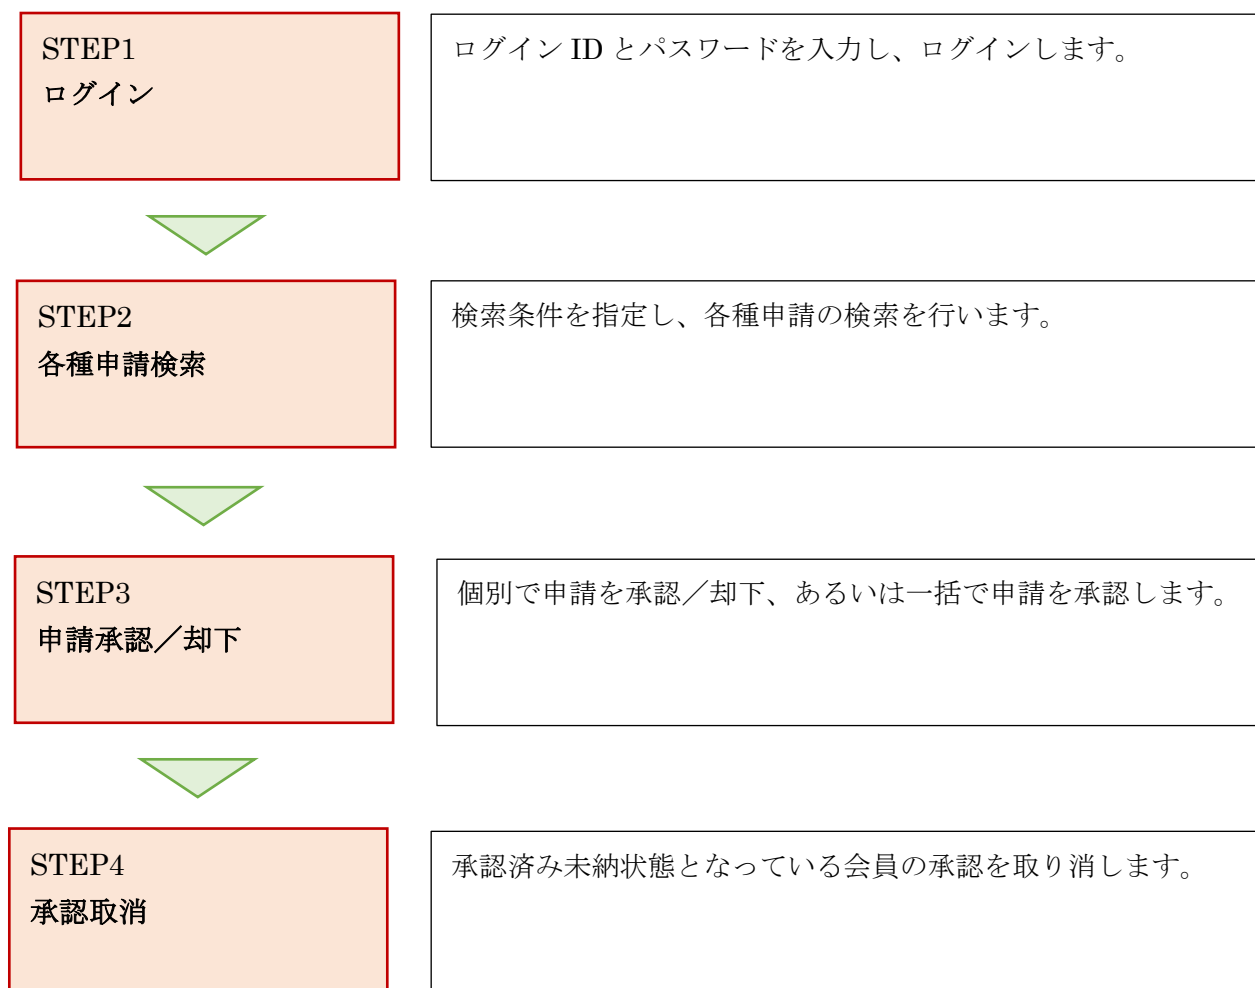 STEP1
ログイン
ログイン ID とパスワードを入力し、ログインします。
STEP2
各種申請検索
検索条件を指定し、各種申請の検索を行います。
STEP3
申請承認／却下
個別で申請を承認／却下、あるいは一括で申請を承認します。
STEP4
承認取消
承認済み未納状態となっている会員の承認を取り消します。